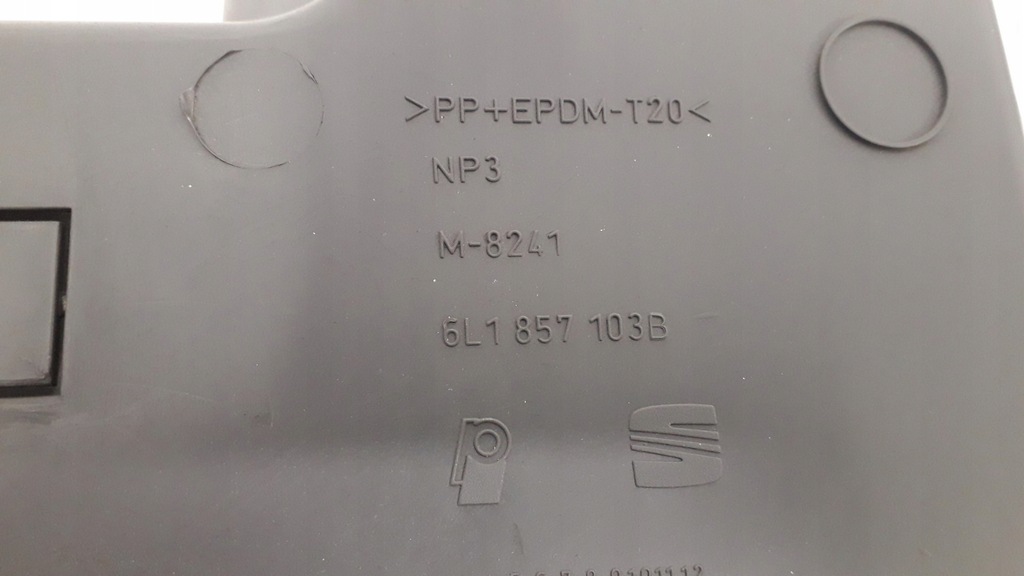 >PP+EPDM-T20<
NP3
M-8241
6L1 857 103B